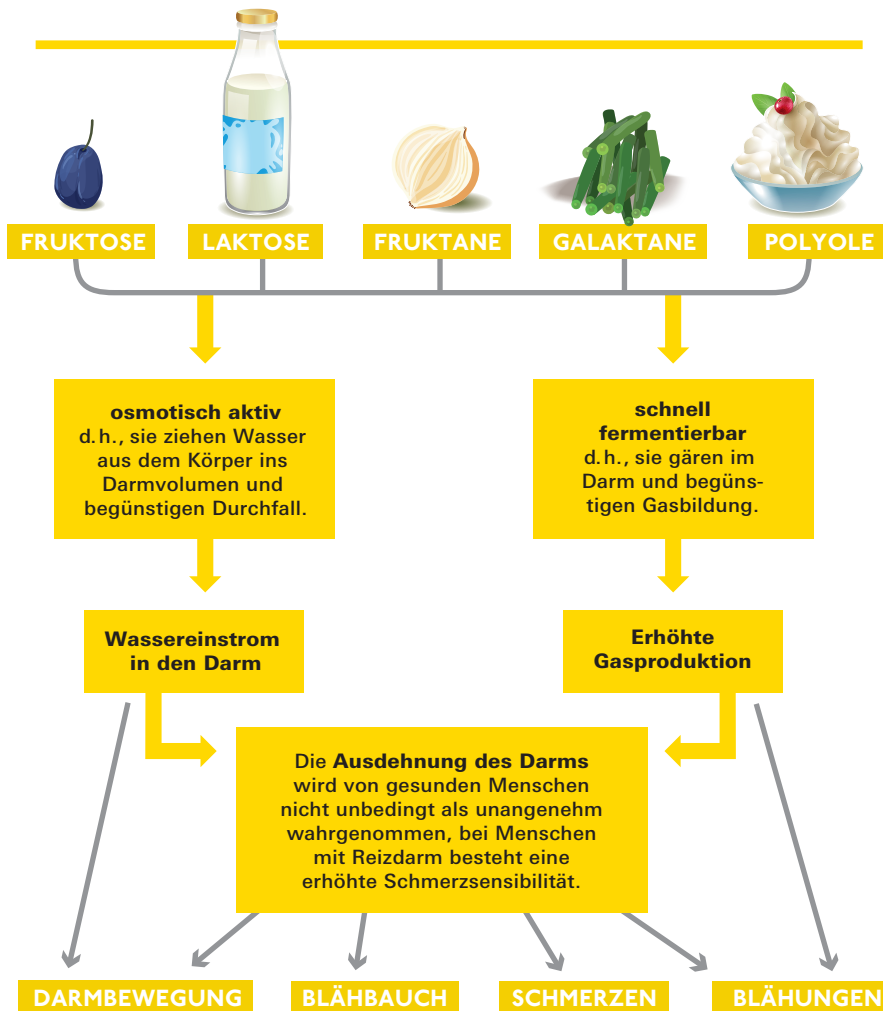 FRUKTOSE
LAKTOSE
FRUKTANE
GALAKTANE
POLYOLE
osmotisch aktiv
d.h., sie ziehen Wasser
aus dem Körper ins
Darmvolumen und
begünstigen Durchfall.
schnell
fermentierbar
d.h., sie gären im
Darm und begüns-
tigen Gasbildung.
Wassereinstrom
in den Darm
Erhöhte
Gasproduktion
Die Ausdehnung des Darms
wird von gesunden Menschen
nicht unbedingt als unangenehm
wahrgenommen, bei Menschen
mit Reizdarm besteht eine
erhöhte Schmerzsensibilität.
DARMBEWEGUNG
BLÄHBAUCH
SCHMERZEN
BLÄHUNGEN